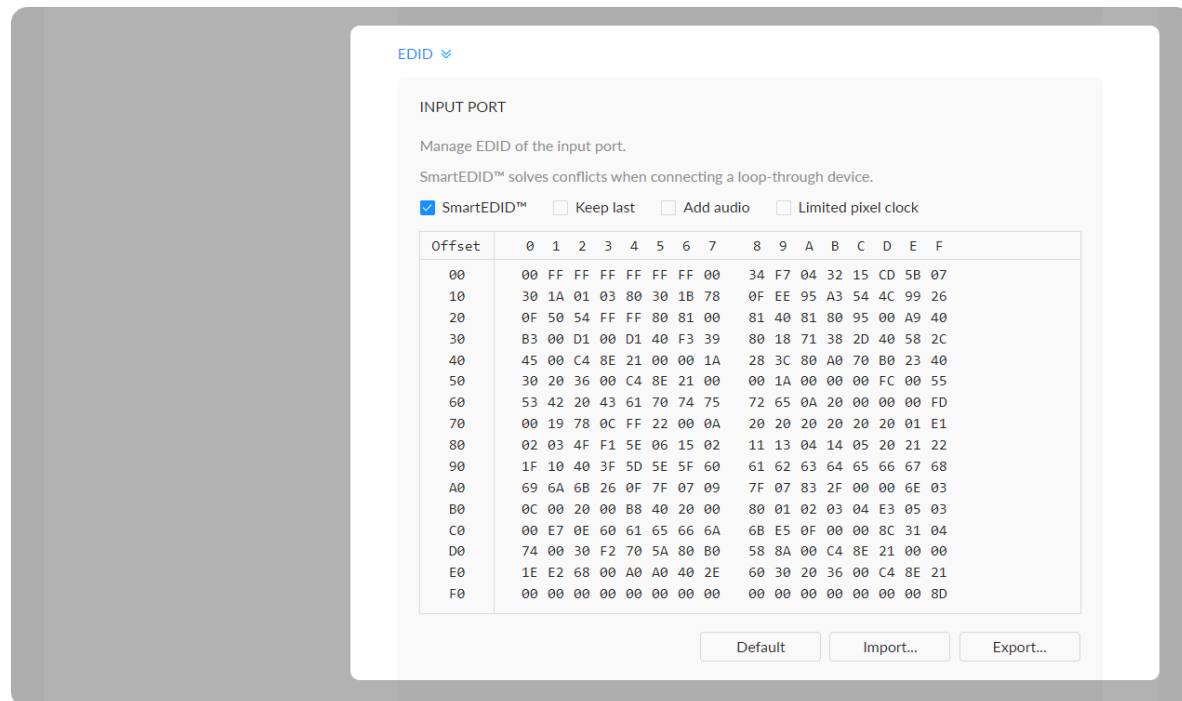 EDID
INPUT PORT
Manage EDID of the input port.
SmartEDID™ solves conflicts when connecting a loop-through device.
SmartEDID™ Keep last Add audio Limited pixel clock
Offset 0 1 2 3 4 5 6 7 8 9 A B C D E F
00 00 FF FF FF FF FF FF 00 34 F7 04 32 15 CD 5B 07
10 30 1A 01 03 80 30 1B 78 0F EE 95 A3 54 4C 99 26
20 0F 50 54 FF FF 80 81 00 81 40 81 80 95 00 A9 40
30 B3 00 D1 00 D1 40 F3 39 80 18 71 38 2D 40 58 2C
40 45 00 C4 8E 21 00 00 1A 28 3C 80 A0 70 B0 23 40
50 30 20 36 00 C4 8E 21 00 00 1A 00 00 00 FC 00 55
60 53 42 20 43 61 70 74 75 72 65 0A 20 00 00 00 FD
70 00 19 78 0C FF 22 00 0A 20 20 20 20 20 20 01 E1
80 02 03 4F F1 5E 06 15 02 11 13 04 14 05 20 21 22
90 1F 10 40 3F 5D 5E 5F 60 61 62 63 64 65 66 67 68
A0 69 6A 6B 26 0F 7F 07 09 7F 07 83 2F 00 00 6E 03
B0 0C 00 20 00 B8 40 20 00 80 01 02 03 04 E3 05 03
C0 00 E7 0E 60 61 65 66 6A 6B E5 0F 00 00 8C 31 04
D0 74 00 30 F2 70 5A 80 B0 58 8A 00 C4 8E 21 00 00
E0 1E E2 68 00 A0 A0 40 2E 60 30 20 36 00 C4 8E 21
F0 00 00 00 00 00 00 00 00 00 00 00 00 00 00 00 8D
Default Import... Export...